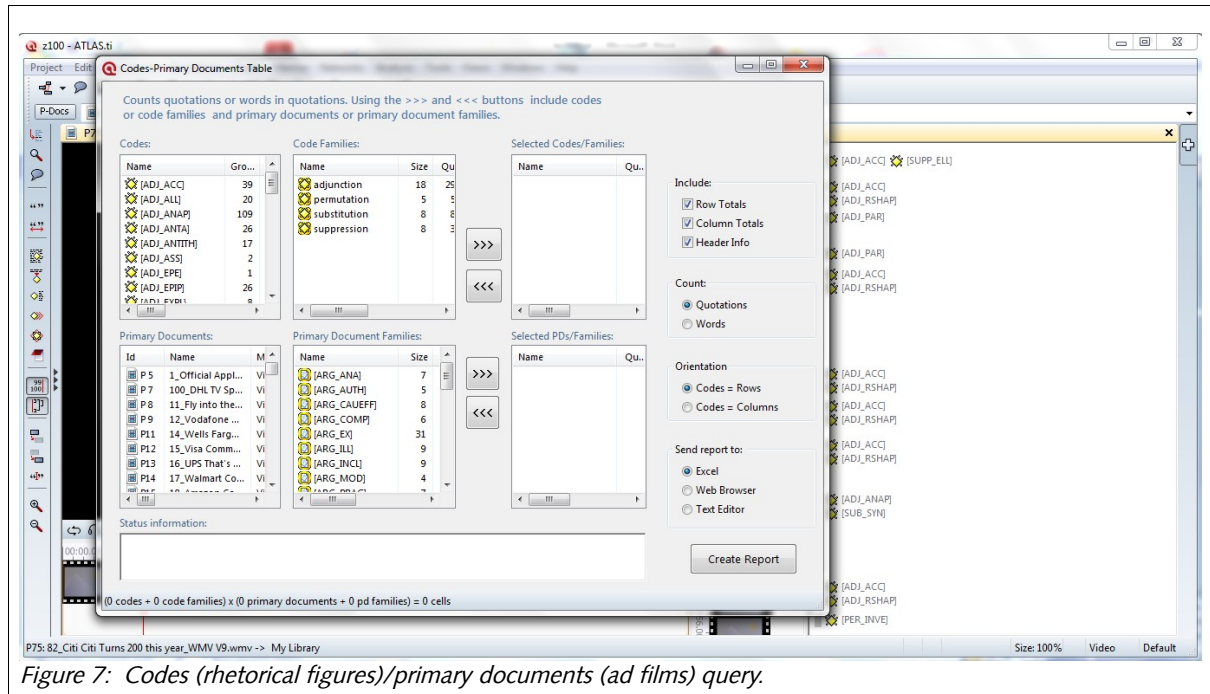 z100 - ATLAS.ti
Project Edit
Codes-Primary Documents Table
P-Docs
P7
Counts quotations or words in quotations. Using the >>> and <<< buttons include codes
or code families and primary documents or primary document families.
Codes:
Name Gro...
[ADJ_ACC] 39
[ADJ_ALL] 20
[ADJ_ANAP] 109
[ADJ_ANTA] 26
[ADJ_ANTITH] 17
[ADJ_ASS] 2
[ADJ_EPE] 1
[ADJ_EPIP] 26
[ADJ_EXPL] 8
Code Families:
Name Size Qu
adjunction 18 29
permutation 5 5
substitution 8 8
suppression 8 3
>>>
<<<
Selected Codes/Families:
Name Qu..
Primary Documents:
Id Name M
P 5 1_Official Appl... Vi
P 7 100_DHL TV Sp... Vi
P 8 11_Fly into the... Vi
P 9 12_Vodafone ... Vi
P11 14_Wells Farg... Vi
P12 15_Visa Comm... Vi
P13 16_UPS That's ... Vi
P14 17_Walmart Co... Vi
Primary Document Families:
Name Size
[ARG_ANA] 7
[ARG_AUTH] 5
[ARG_CAUEFF] 8
[ARG_COMP] 6
[ARG_EX] 31
[ARG_ILL] 9
[ARG_INCL] 9
[ARG_MOD] 4
>>>
<<<
Selected PDs/Families:
Name Qu..
Include:
Row Totals
Column Totals
Header Info
Count:
Quotations
Words
Orientation
Codes = Rows
Codes = Columns
Send report to:
Excel
Web Browser
Text Editor
Status information:
Create Report
(0 codes + 0 code families) x (0 primary documents + 0 pd families) = 0 cells
[ADJ_ACC] [SUPP_ELL]
[ADJ_ACC]
[ADJ_RSHAP]
[ADJ_PAR]
[ADJ_PAR]
[ADJ_ACC]
[ADJ_RSHAP]
[ADJ_ACC]
[ADJ_RSHAP]
[ADJ_ACC]
[ADJ_RSHAP]
[ADJ_ACC]
[ADJ_RSHAP]
[ADJ_ANAP]
[SUB_SYN]
[ADJ_ACC]
[ADJ_RSHAP]
[PER_INVE]
P75: 82_Citi Citi Turns 200 this year_WMV V9.wmv -> My Library
Size: 100% Video Default
Figure 7: Codes (rhetorical figures)/primary documents (ad films) query.